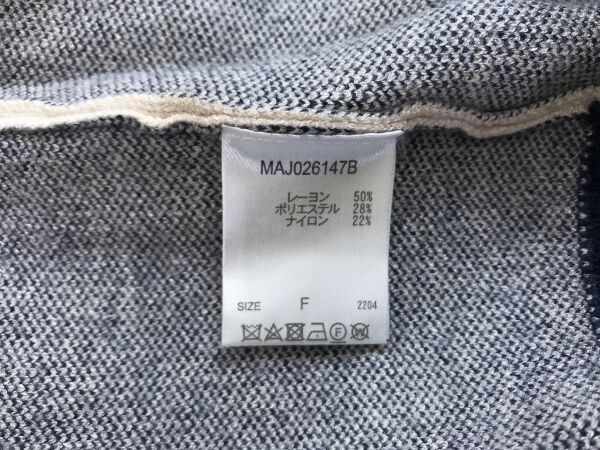 MAJ026147B
レーヨン 50%
ポリエステル 28%
ナイロン 22%
SIZE F 2204